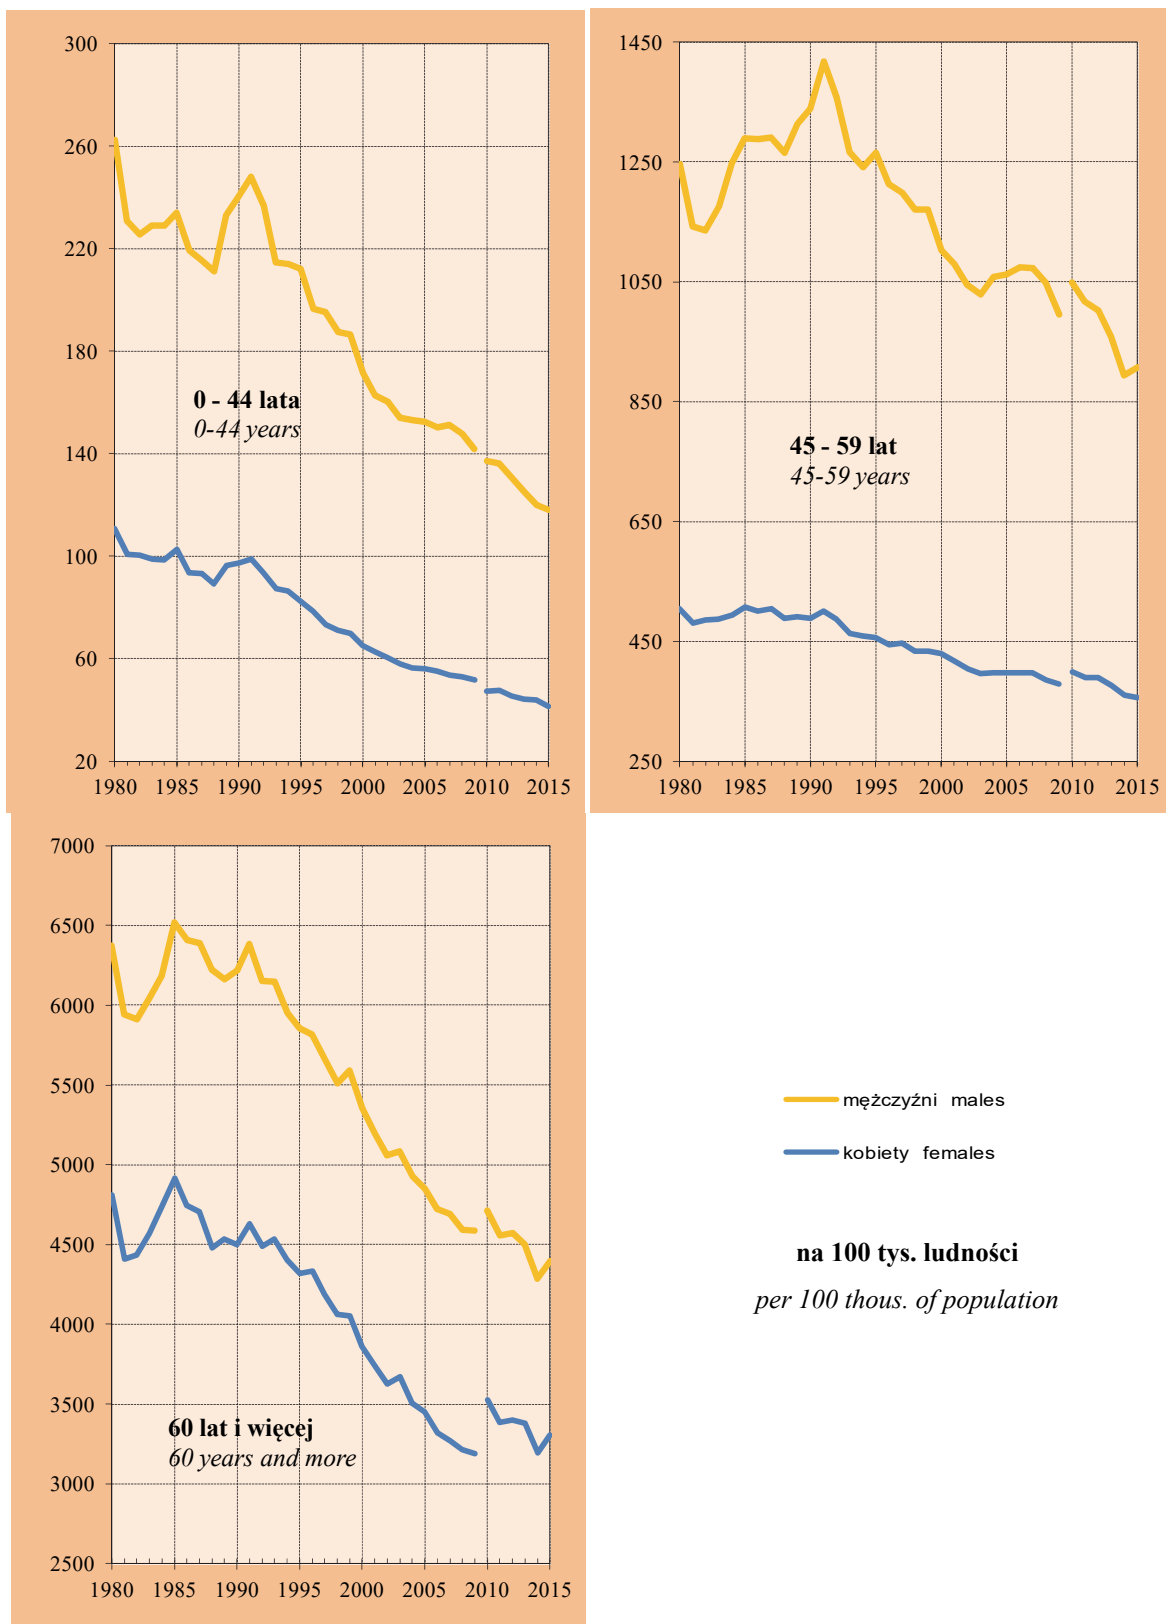 300
260
220
180
140
100
60
20
0 - 44 lata
0-44 years
1980 1985 1990 1995 2000 2005 2010 2015
1450
1250
1050
850
650
450
250
45 - 59 lat
45-59 years
1980 1985 1990 1995 2000 2005 2010 2015
7000
6500
6000
5500
5000
4500
4000
3500
3000
2500
60 lat i więcej
60 years and more
1980 1985 1990 1995 2000 2005 2010 2015
mężczyźni males
kobiety females
na 100 tys. ludności
per 100 thous. of population